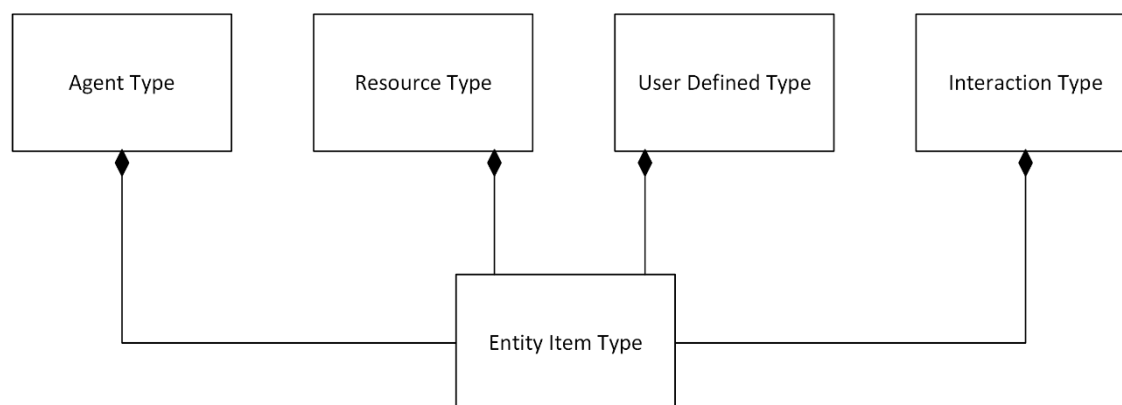 Agent Type
Resource Type
User Defined Type
Interaction Type
Entity Item Type